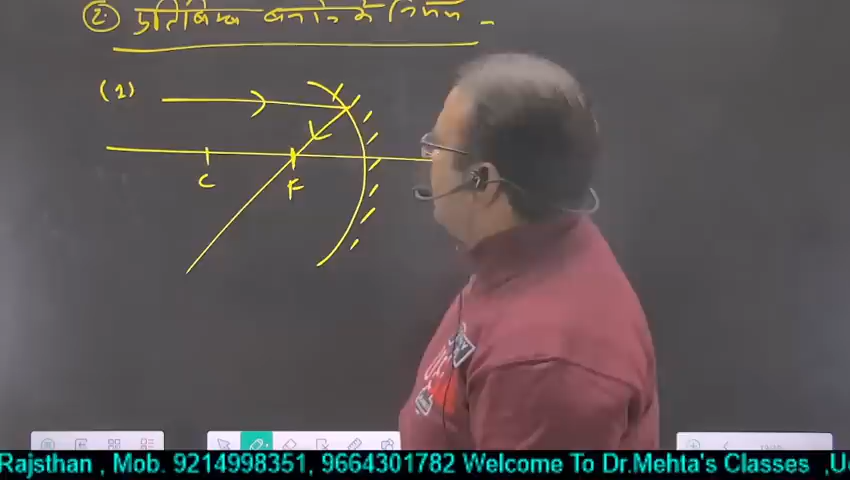 ② प्रतिबिम्ब बनाने के नियम -
(1)
C
F
Rajsthan , Mob. 9214998351, 9664301782 Welcome To Dr.Mehta's Classes ,U